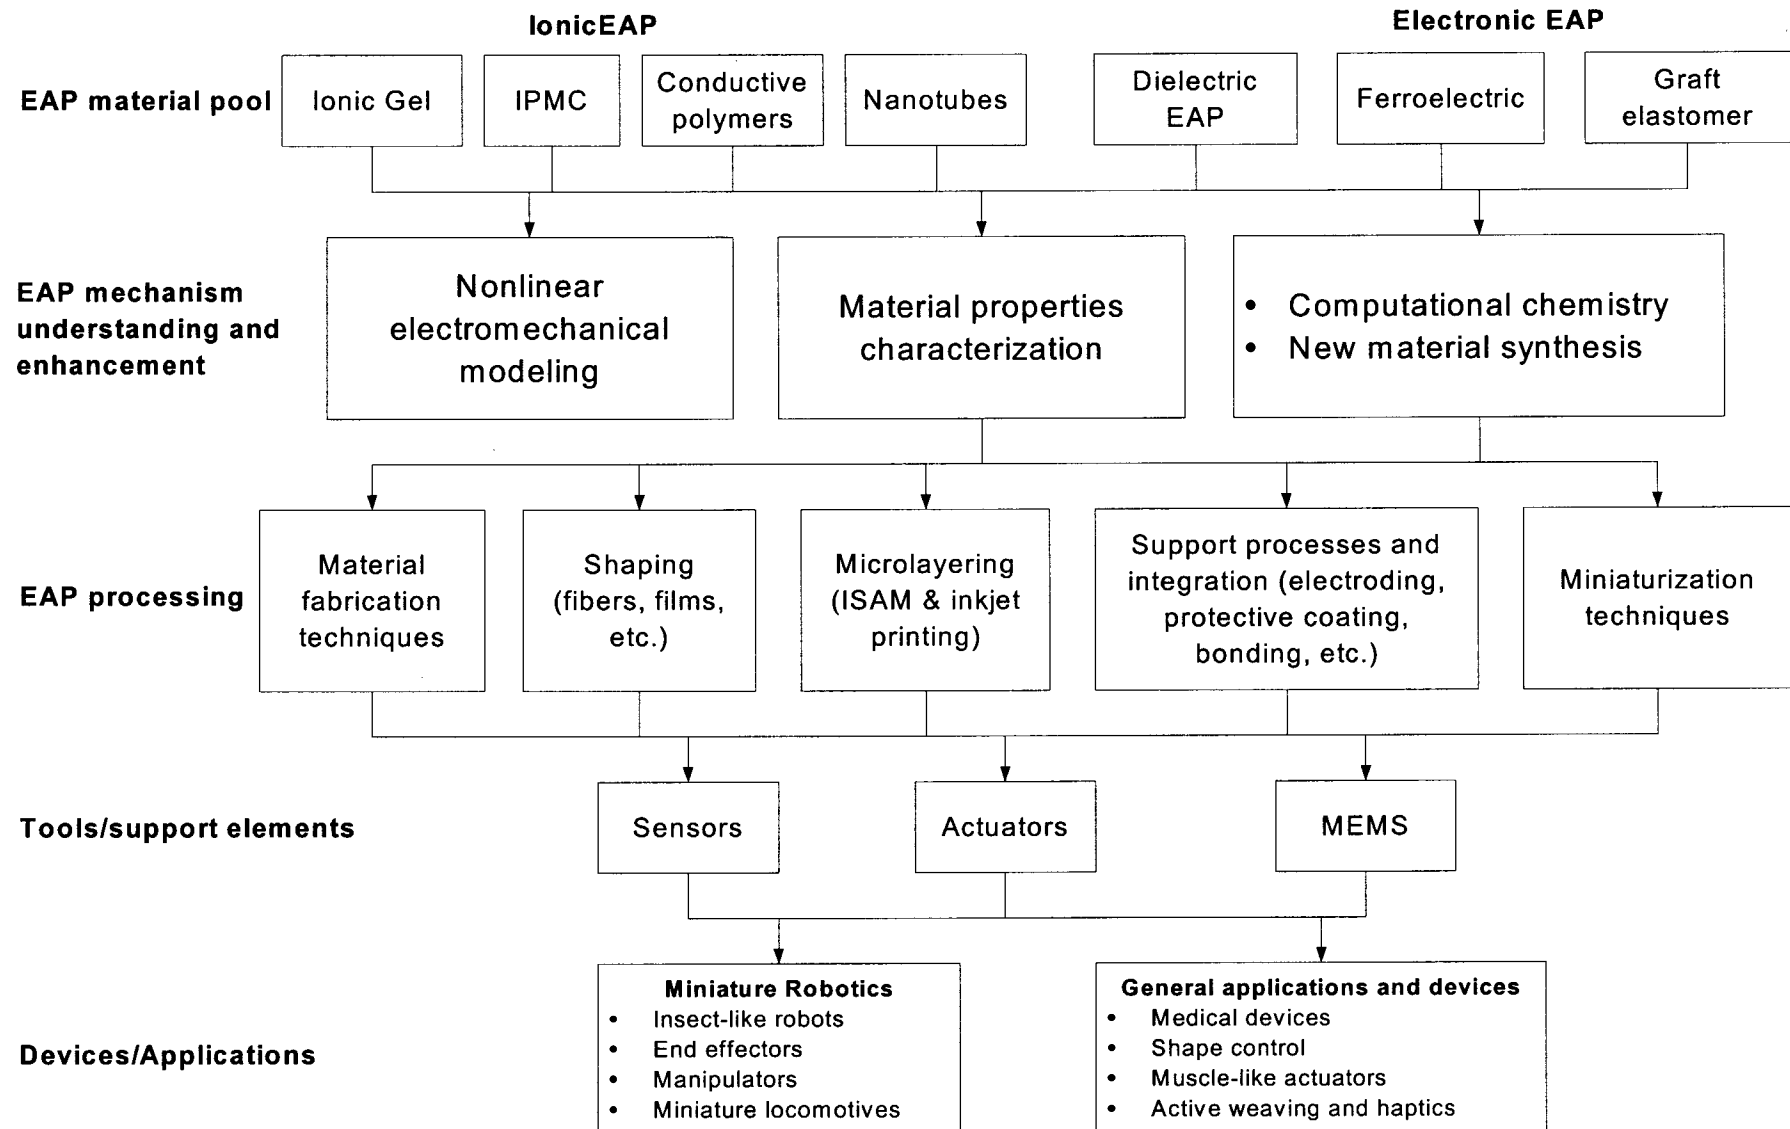 IonicEAP
Electronic EAP
EAP material pool
Ionic Gel
IPMC
Conductive
polymers
Nanotubes
Dielectric
EAP
Ferroelectric
Graft
elastomer
EAP mechanism
understanding and
enhancement
Nonlinear
electromechanical
modeling
Material properties
characterization
• Computational chemistry
• New material synthesis
EAP processing
Material
fabrication
techniques
Shaping
(fibers, films,
etc.)
Microlayering
(ISAM & inkjet
printing)
Support processes and
integration (electroding,
protective coating,
bonding, etc.)
Miniaturization
techniques
Tools/support elements
Sensors
Actuators
MEMS
Devices/Applications
Miniature Robotics
• Insect-like robots
• End effectors
• Manipulators
• Miniature locomotives
General applications and devices
• Medical devices
• Shape control
• Muscle-like actuators
• Active weaving and haptics